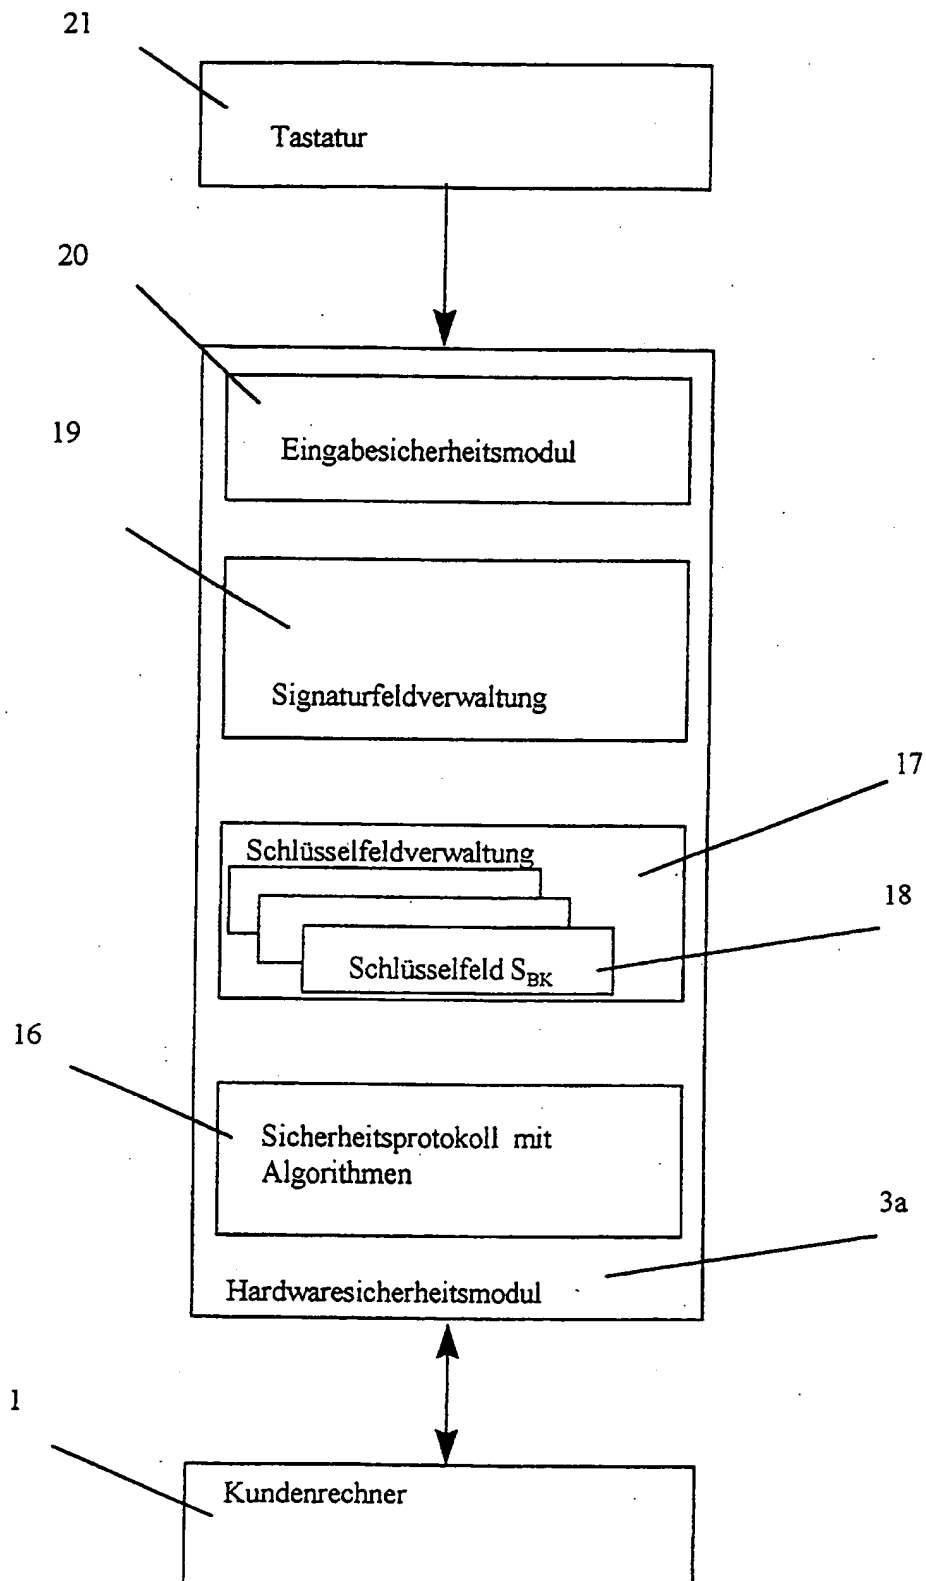 21
Tastatur
20
Eingabesicherheitsmodul
19
Signaturfeldverwaltung
17
Schlüsselfeldverwaltung
18
Schlüsselfeld S_BK
16
Sicherheitsprotokoll mit
Algorithmen
3a
Hardwaresicherheitsmodul
1
Kundenrechner